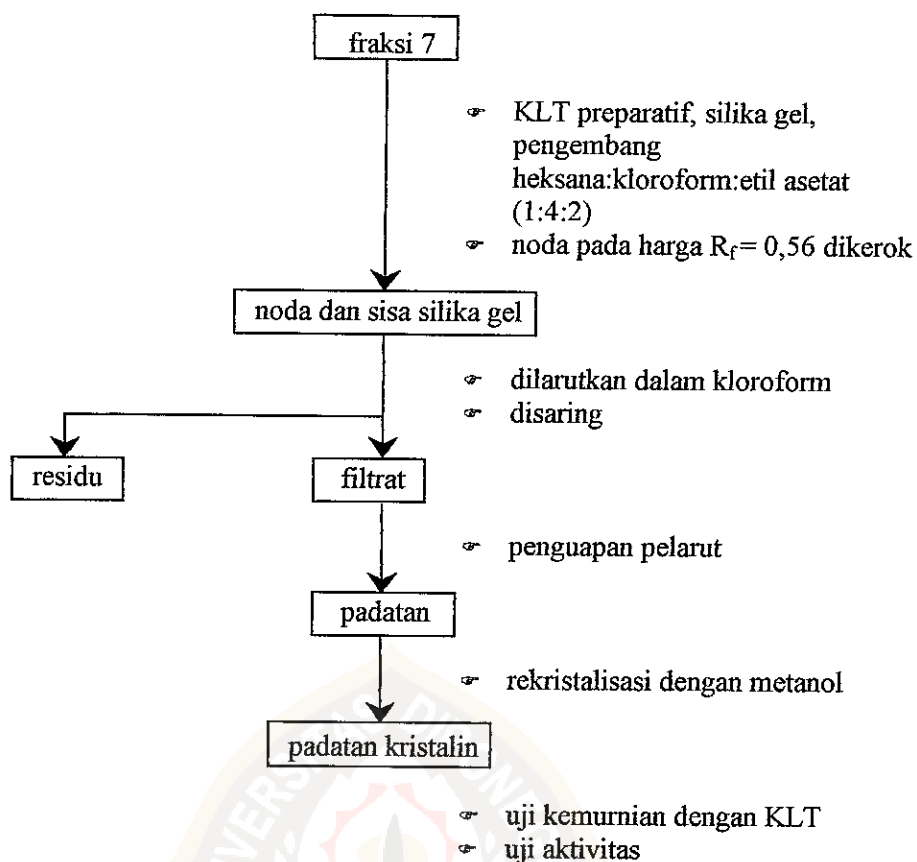 fraksi 7
☞ KLT preparatif, silika gel,
pengembang
heksana:kloroform:etil asetat
(1:4:2)
☞ noda pada harga Rf = 0,56 dikerok
noda dan sisa silika gel
☞ dilarutkan dalam kloroform
☞ disaring
residu
filtrat
☞ penguapan pelarut
padatan
☞ rekristalisasi dengan metanol
padatan kristalin
☞ uji kemurnian dengan KLT
☞ uji aktivitas